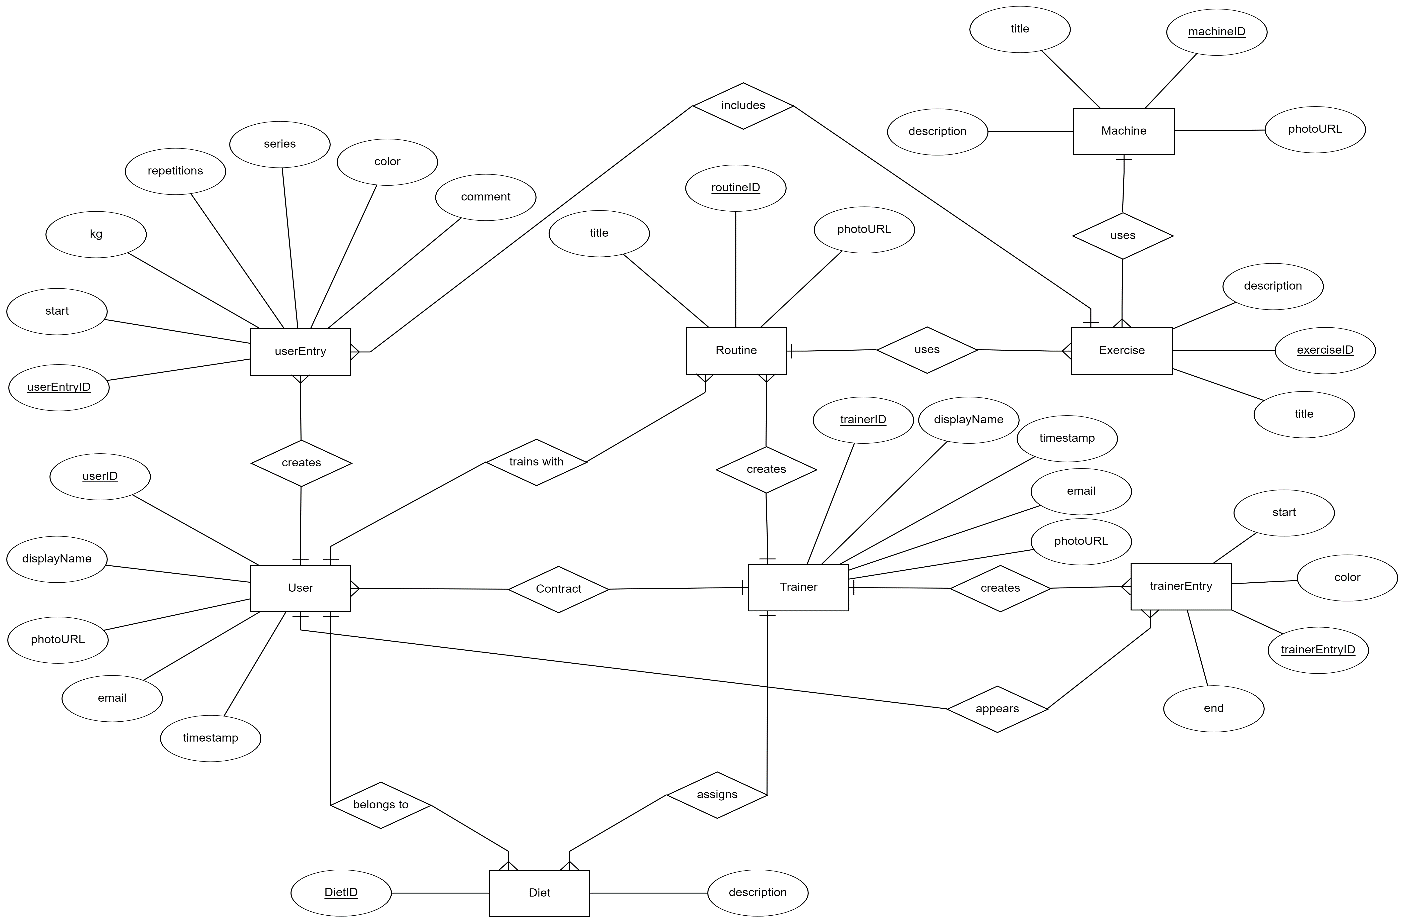 title
machineID
includes
description
Machine
photoURL
series
color
repetitions
comment
routineID
kg
title
photoURL
uses
description
start
userEntry
Routine
uses
Exercise
exerciseID
userEntryID
title
trainerID
displayName
timestamp
creates
trains with
creates
userID
email
start
displayName
photoURL
User
Contract
Trainer
creates
trainerEntry
color
photoURL
trainerEntryID
email
appears
end
timestamp
belongs to
assigns
DietID
Diet
description